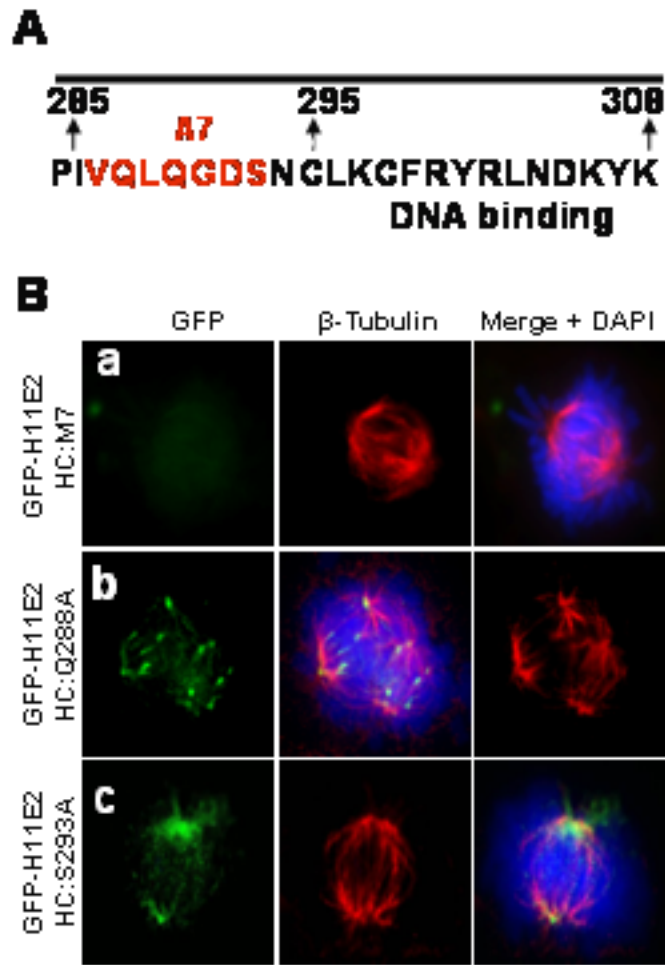 A
285 295 308
A7
PIVQLQGDSNCLKCFRYRLNDKYK
DNA binding
B
GFP β-Tubulin Merge + DAPI
GFP-H11E2
HC:M7
a
GFP-H11E2
HC:Q288A
b
GFP-H11E2
HC:S293A
c